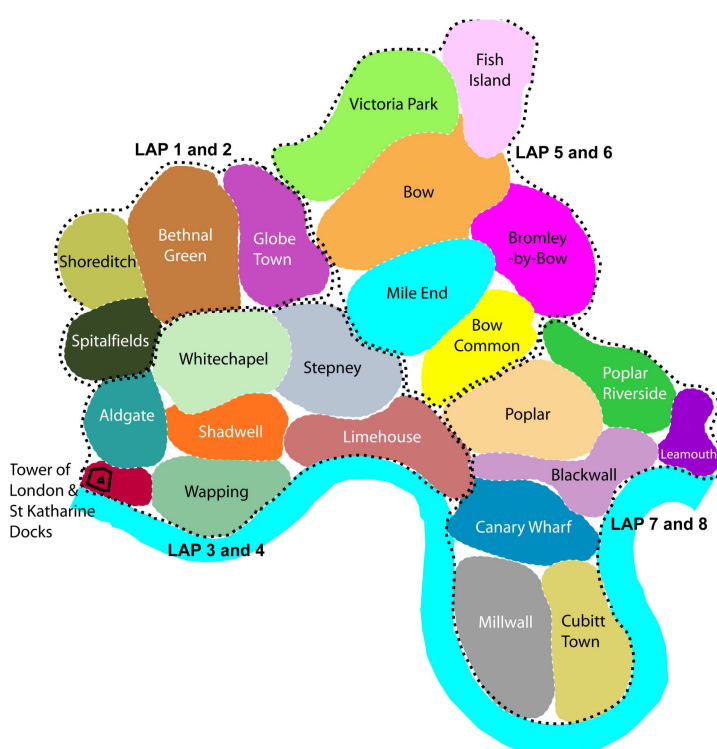 Fish
Island
Victoria Park
LAP 1 and 2
LAP 5 and 6
Bow
Bethnal
Green
Globe
Town
Shoreditch
Bromley
-by-Bow
Mile End
Spitalfields
Whitechapel
Stepney
Bow
Common
Poplar
Riverside
Aldgate
Shadwell
Limehouse
Poplar
Leamouth
Tower of
London &
St Katharine
Docks
Wapping
Blackwall
Canary Wharf
LAP 7 and 8
LAP 3 and 4
Millwall
Cubitt
Town